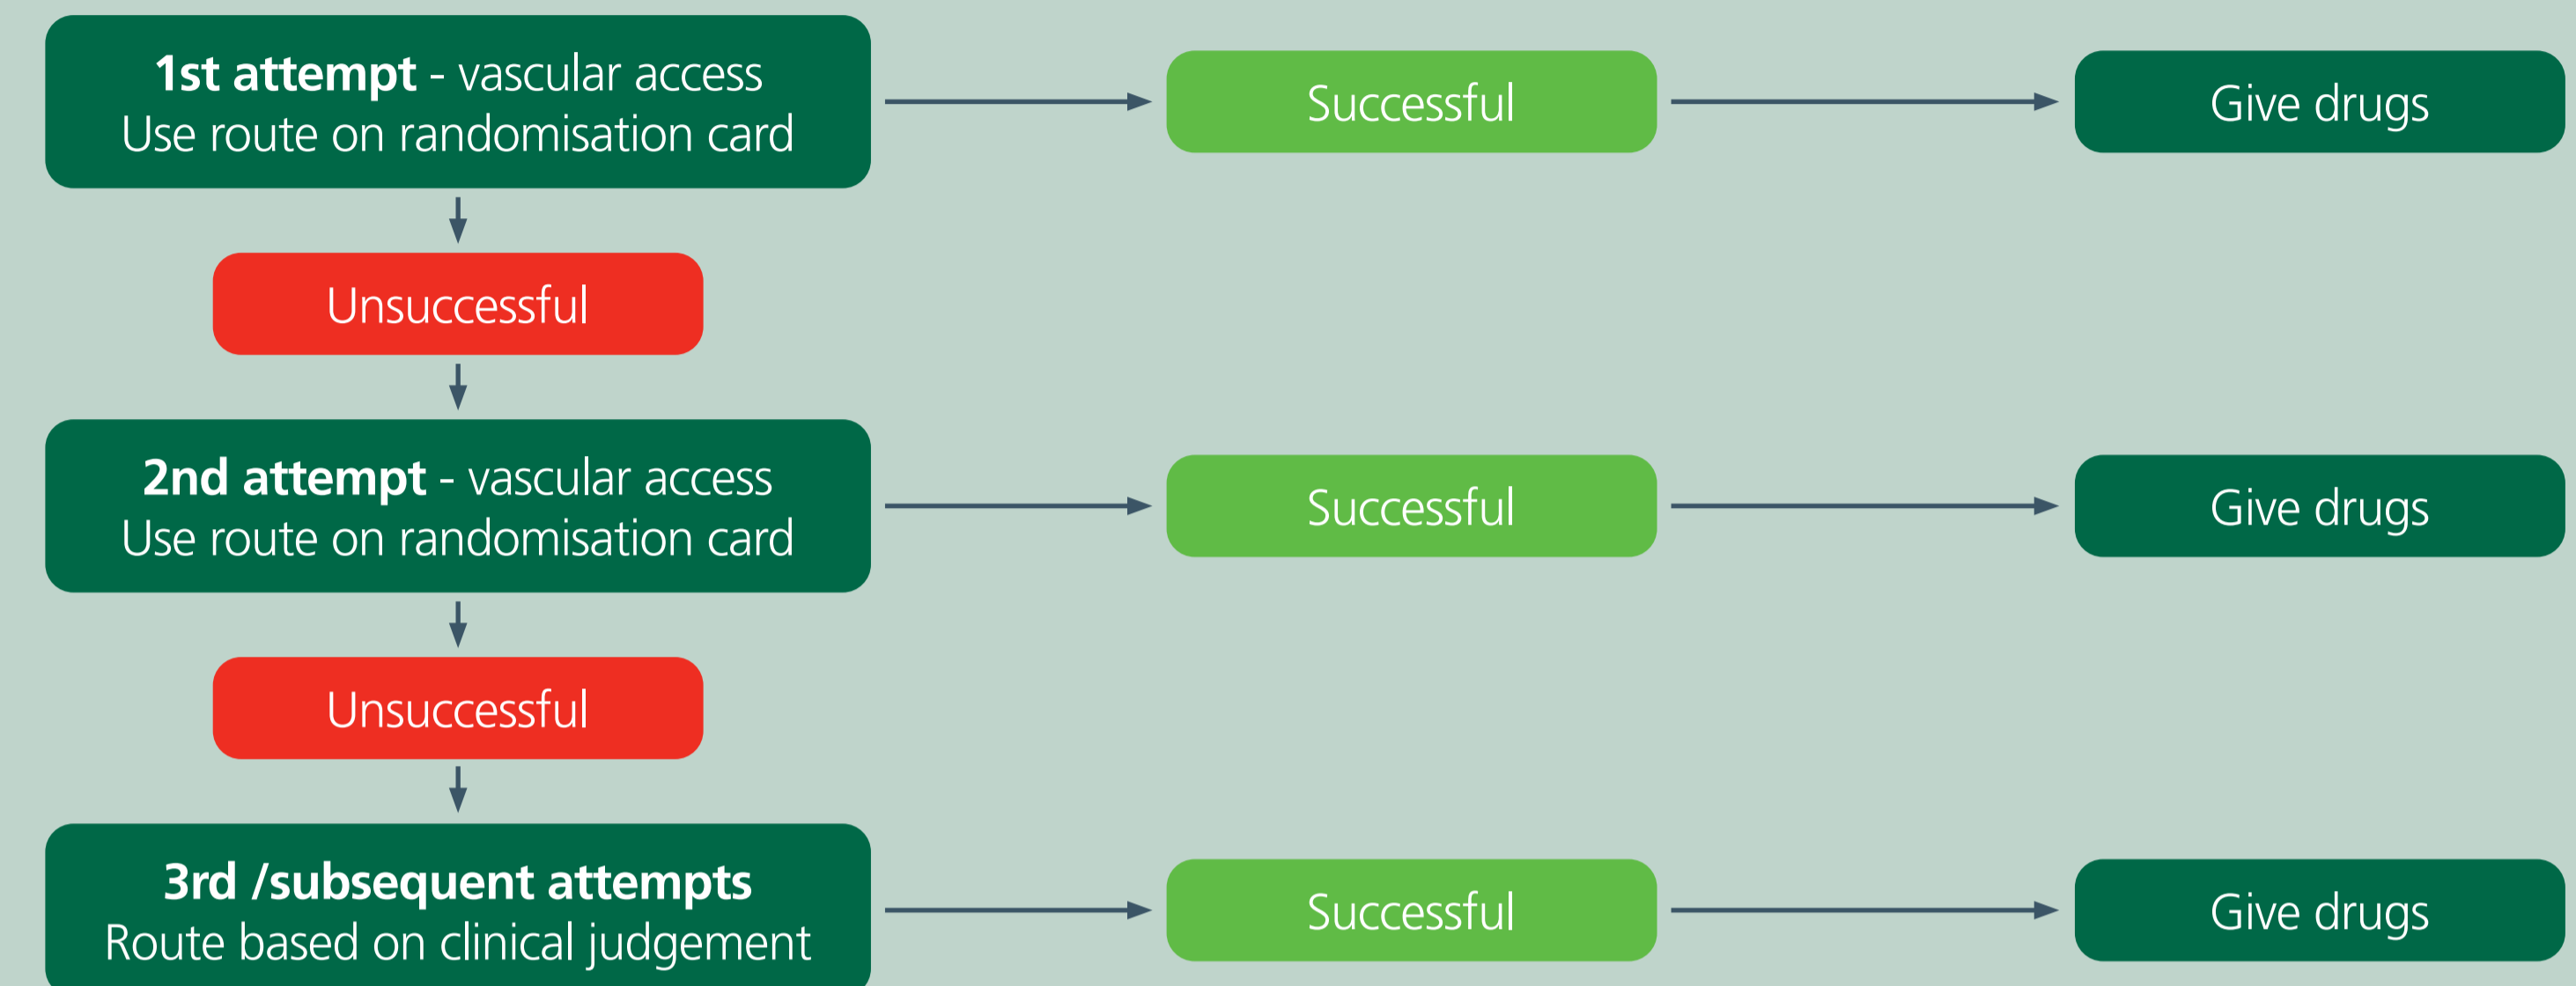 1st attempt - vascular access
Use route on randomisation card
Successful
Give drugs
Unsuccessful
2nd attempt - vascular access
Use route on randomisation card
Successful
Give drugs
Unsuccessful
3rd /subsequent attempts
Route based on clinical judgement
Successful
Give drugs